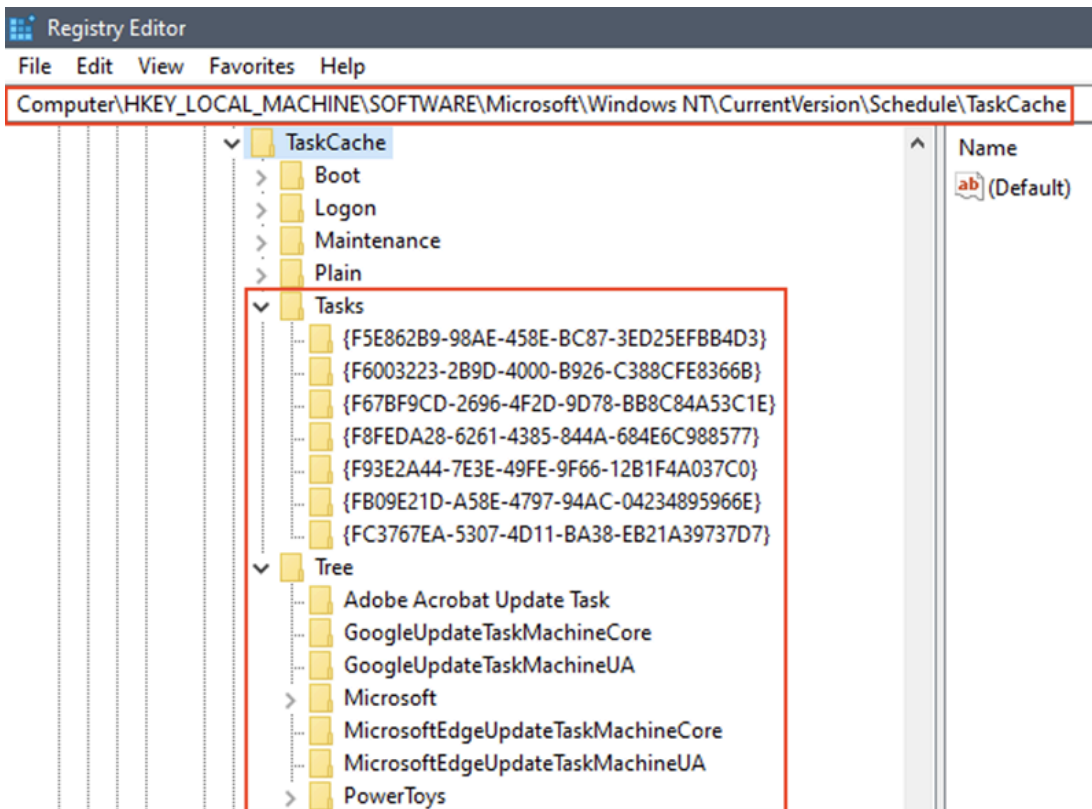 Registry Editor
File Edit View Favorites Help
Computer\HKEY_LOCAL_MACHINE\SOFTWARE\Microsoft\Windows NT\CurrentVersion\Schedule\TaskCache
TaskCache
Boot
Logon
Maintenance
Plain
Tasks
{F5E862B9-98AE-458E-BC87-3ED25EFBB4D3}
{F6003223-2B9D-4000-B926-C388CFE8366B}
{F67BF9CD-2696-4F2D-9D78-BB8C84A53C1E}
{F8FEDA28-6261-4385-844A-684E6C988577}
{F93E2A44-7E3E-49FE-9F66-12B1F4A037C0}
{FB09E21D-A58E-4797-94AC-04234895966E}
{FC3767EA-5307-4D11-BA38-EB21A39737D7}
Tree
Adobe Acrobat Update Task
GoogleUpdateTaskMachineCore
GoogleUpdateTaskMachineUA
Microsoft
MicrosoftEdgeUpdateTaskMachineCore
MicrosoftEdgeUpdateTaskMachineUA
PowerToys
Name
ab (Default)